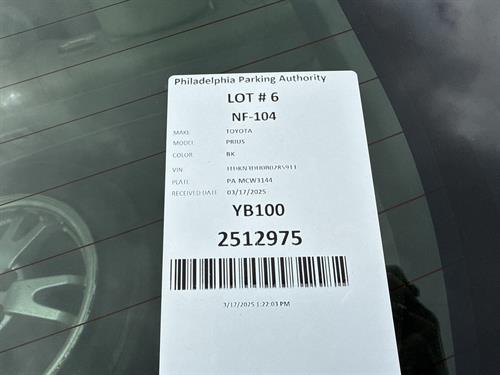 Philadelphia Parking Authority
LOT # 6
NF-104
MAKE TOYOTA
MODEL PRIUS
COLOR BK
VIN
PLATE PA MCW3144
RECEIVED DATE 03/17/2025
YB100
2512975
3/17/2025 1:22:03 PM